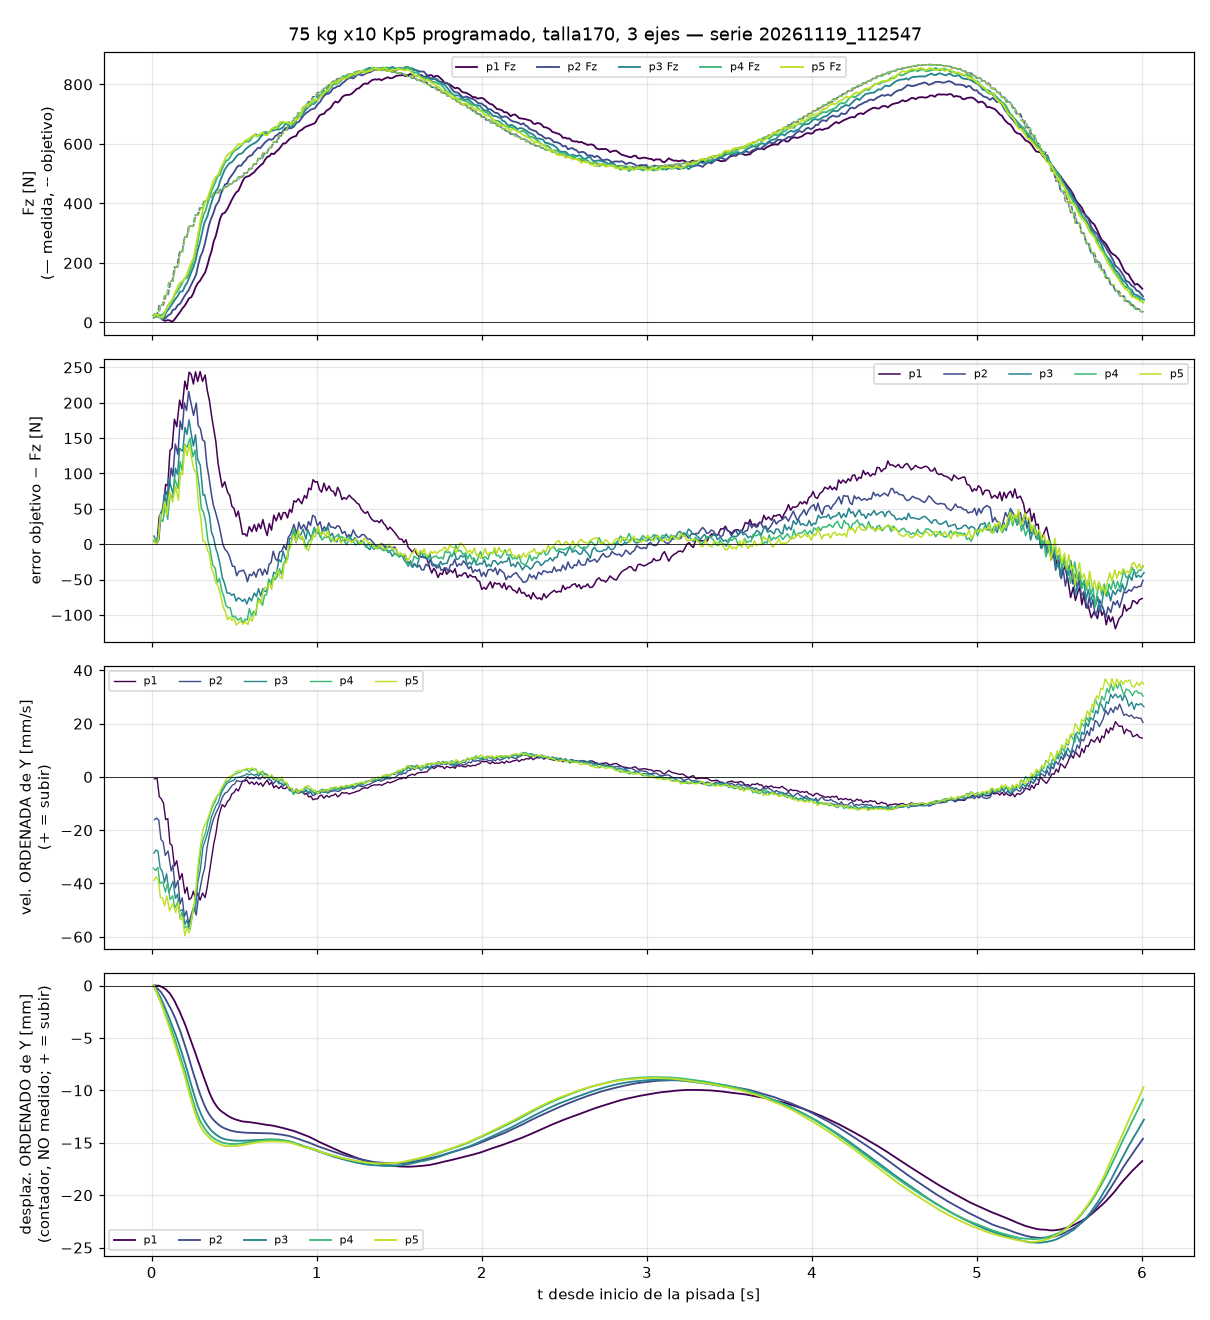 75 kg x10 Kp5 programado, talla170, 3 ejes — serie 20261119_112547
p1 Fz p2 Fz p3 Fz p4 Fz p5 Fz
Fz [N]
(— medida, -- objetivo)
800
600
400
200
0
p1 p2 p3 p4 p5
error objetivo − Fz [N]
250
200
150
100
50
0
−50
−100
p1 p2 p3 p4 p5
vel. ORDENADA de Y [mm/s]
(+ = subir)
40
20
0
−20
−40
−60
desplaz. ORDENADO de Y [mm]
(contador, NO medido; + = subir)
0
−5
−10
−15
−20
−25
p1 p2 p3 p4 p5
0 1 2 3 4 5 6
t desde inicio de la pisada [s]